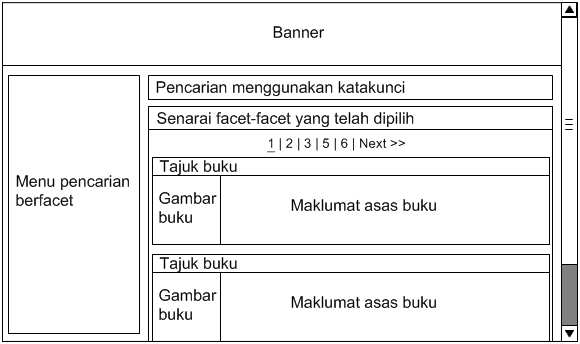 Banner
Pencarian menggunakan katakunci
Senarai facet-facet yang telah dipilih
1 | 2 | 3 | 5 | 6 | Next >>
Menu pencarian
berfacet
Tajuk buku
Gambar
buku
Maklumat asas buku
Tajuk buku
Gambar
buku
Maklumat asas buku